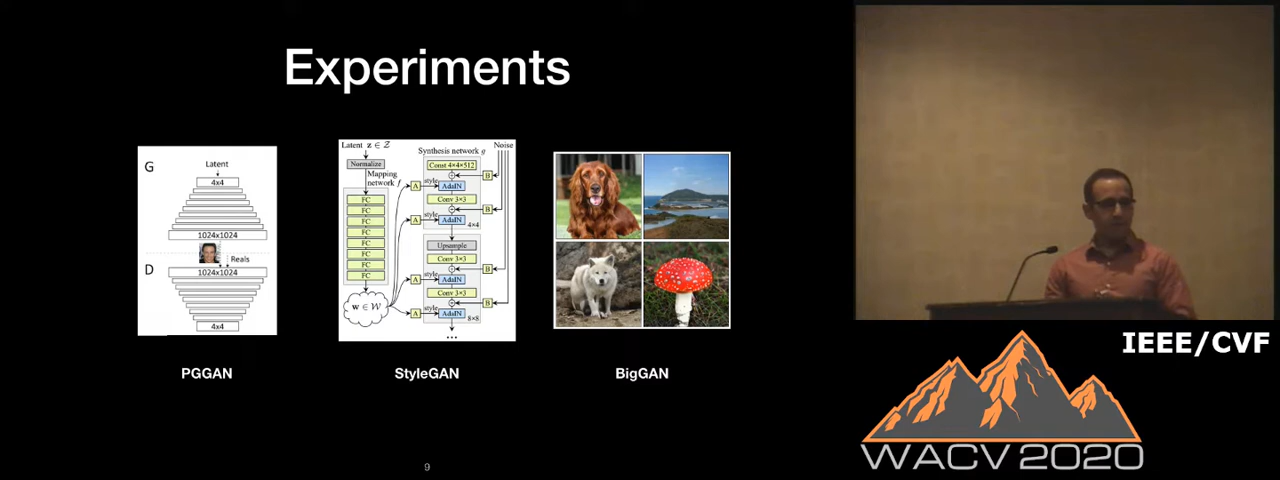 Experiments
G
Latent
4x4
1024x1024
Reals
D
1024x1024
4x4
PGGAN
Latent z ∈ Z
Noise
Synthesis network g
Normalize
Const 4×4×512
Mapping
network f
style
B
A
AdaIN
FC
Conv 3×3
FC
style
B
FC
A
AdaIN
FC
4×4
FC
Upsample
FC
Conv 3×3
FC
style
B
FC
A
AdaIN
Conv 3×3
w ∈ W
style
B
A
AdaIN
8×8
...
StyleGAN
BigGAN
9
IEEE/CVF
WACV 2020